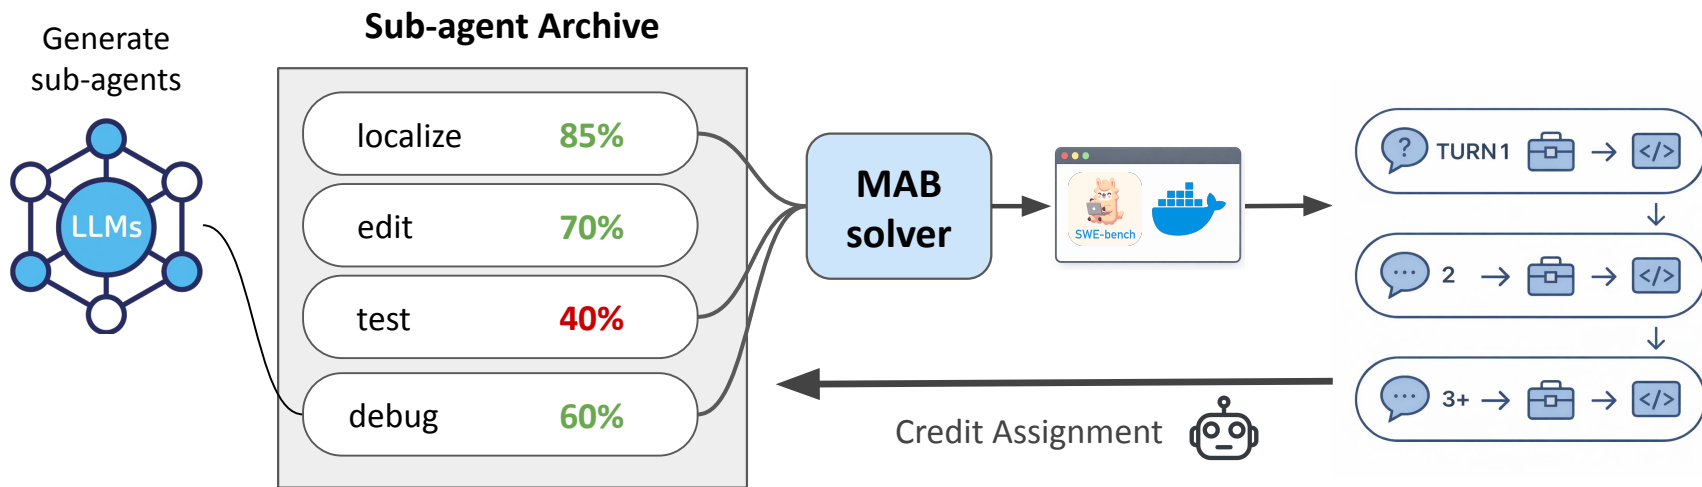 Generate
sub-agents
LLMs
Sub-agent Archive
localize 85%
edit 70%
test 40%
debug 60%
MAB
solver
SWE-bench
? TURN 1 </>
... 2 </>
... 3+ </>
Credit Assignment